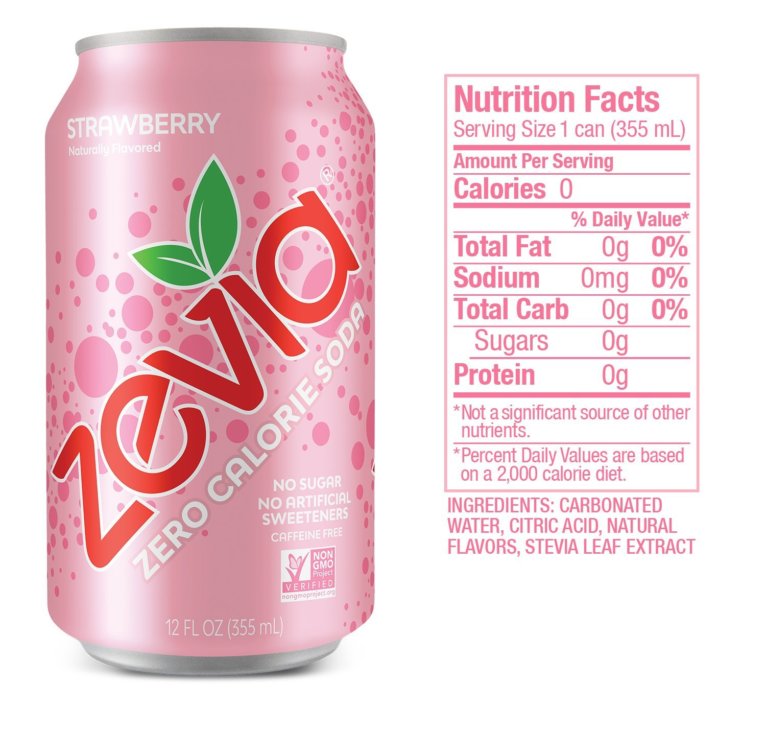 STRAWBERRY
Naturally Flavored
zevia®
ZERO CALORIE SODA
NO SUGAR
NO ARTIFICIAL
SWEETENERS
CAFFEINE FREE
NON
GMO
Project
VERIFIED
nongmoproject.org
12 FL OZ (355 mL)
Nutrition Facts
Serving Size 1 can (355 mL)
Amount Per Serving
Calories 0
% Daily Value*
Total Fat 0g 0%
Sodium 0mg 0%
Total Carb 0g 0%
Sugars 0g
Protein 0g
*Not a significant source of other
nutrients.
*Percent Daily Values are based
on a 2,000 calorie diet.
INGREDIENTS: CARBONATED
WATER, CITRIC ACID, NATURAL
FLAVORS, STEVIA LEAF EXTRACT